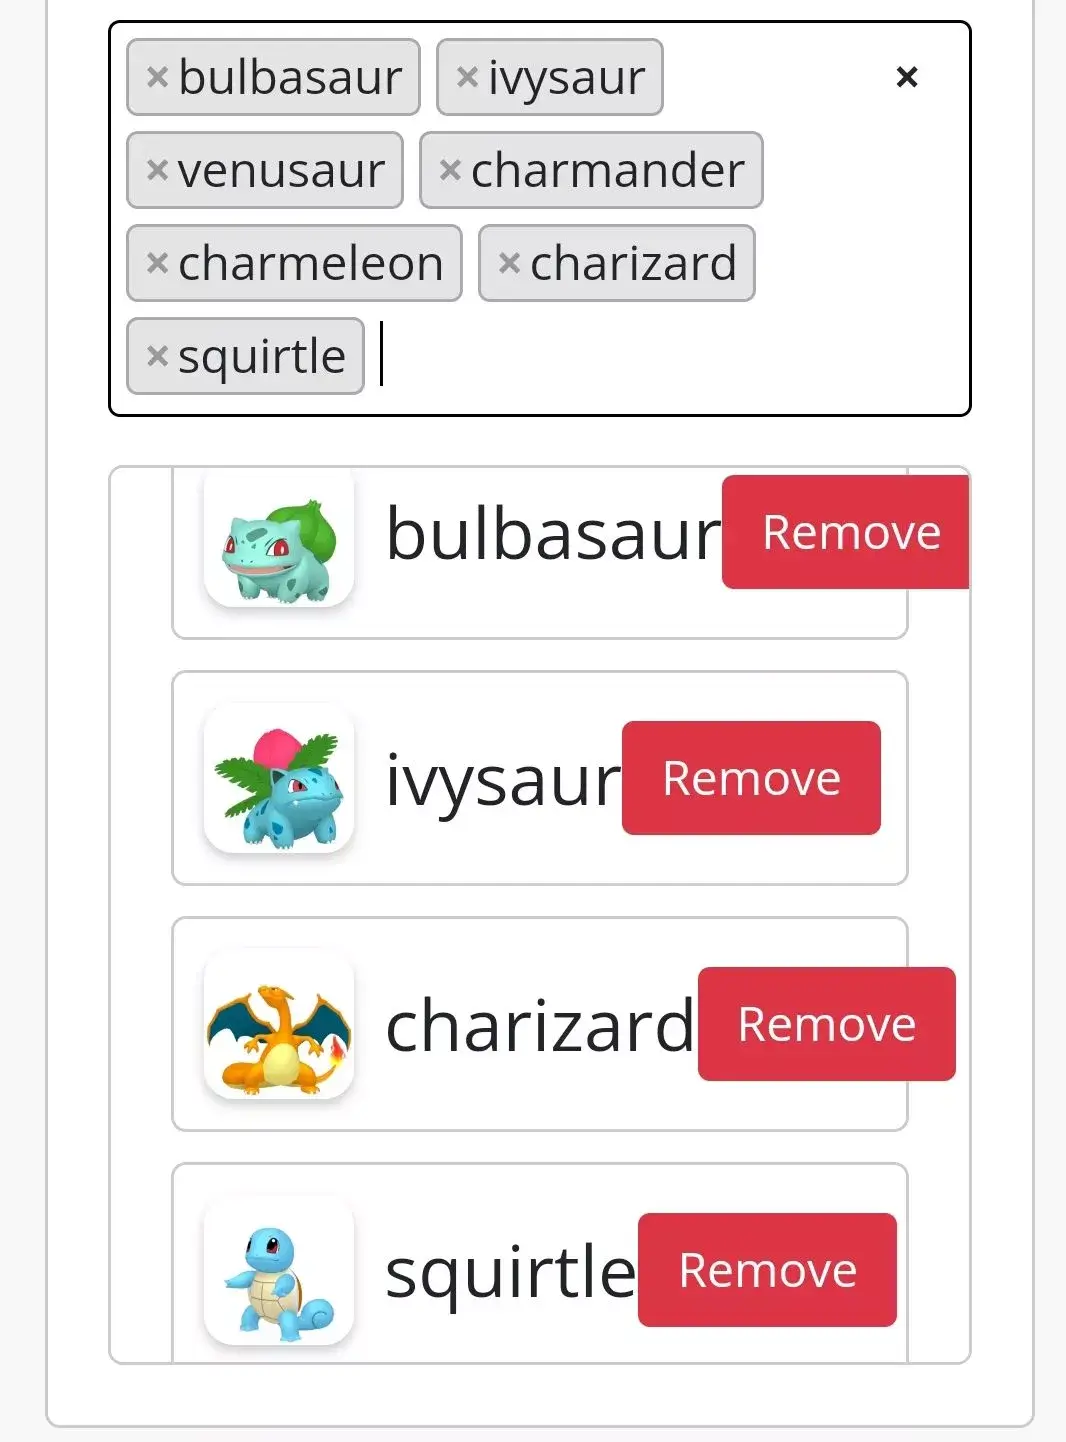 × bulbasaur × ivysaur ×
× venusaur × charmander
× charmeleon × charizard
× squirtle
bulbasaur Remove
ivysaur Remove
charizard Remove
squirtle Remove